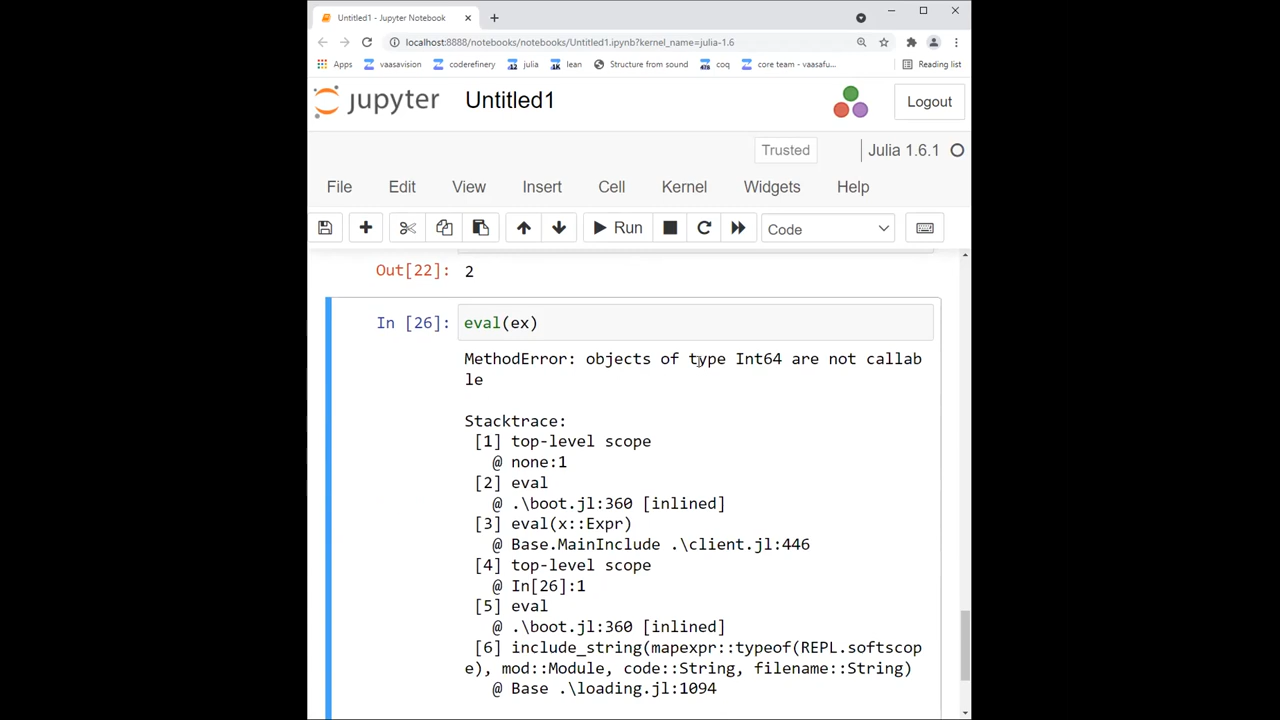 Untitled1 - Jupyter Notebook
localhost:8888/notebooks/notebooks/Untitled1.ipynb?kernel_name=julia-1.6
Apps vaasavision coderefinery julia lean Structure from sound coq core team - vaasafu... Reading list
jupyter Untitled1 Logout
Trusted Julia 1.6.1
File Edit View Insert Cell Kernel Widgets Help
Run Code
Out[22]: 2
In [26]: eval(ex)
MethodError: objects of type Int64 are not callab
le
Stacktrace:
[1] top-level scope
@ none:1
[2] eval
@ .\boot.jl:360 [inlined]
[3] eval(x::Expr)
@ Base.MainInclude .\client.jl:446
[4] top-level scope
@ In[26]:1
[5] eval
@ .\boot.jl:360 [inlined]
[6] include_string(mapexpr::typeof(REPL.softscop
e), mod::Module, code::String, filename::String)
@ Base .\loading.jl:1094